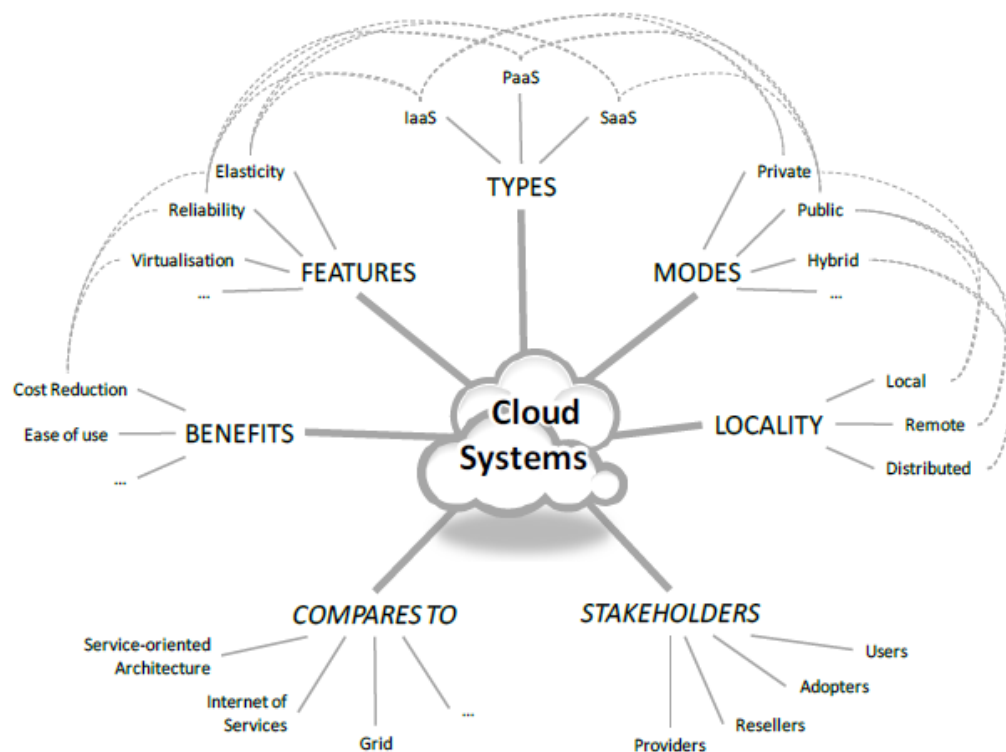 PaaS
IaaS
SaaS
Elasticity
TYPES
Private
Reliability
Public
Virtualisation
FEATURES
MODES
Hybrid
...
...
Cost Reduction
Cloud
Local
Ease of use
BENEFITS
LOCALITY
Remote
Systems
...
Distributed
COMPARES TO
STAKEHOLDERS
Service-oriented
Architecture
Users
Internet of
Services
Adopters
...
Grid
Resellers
Providers